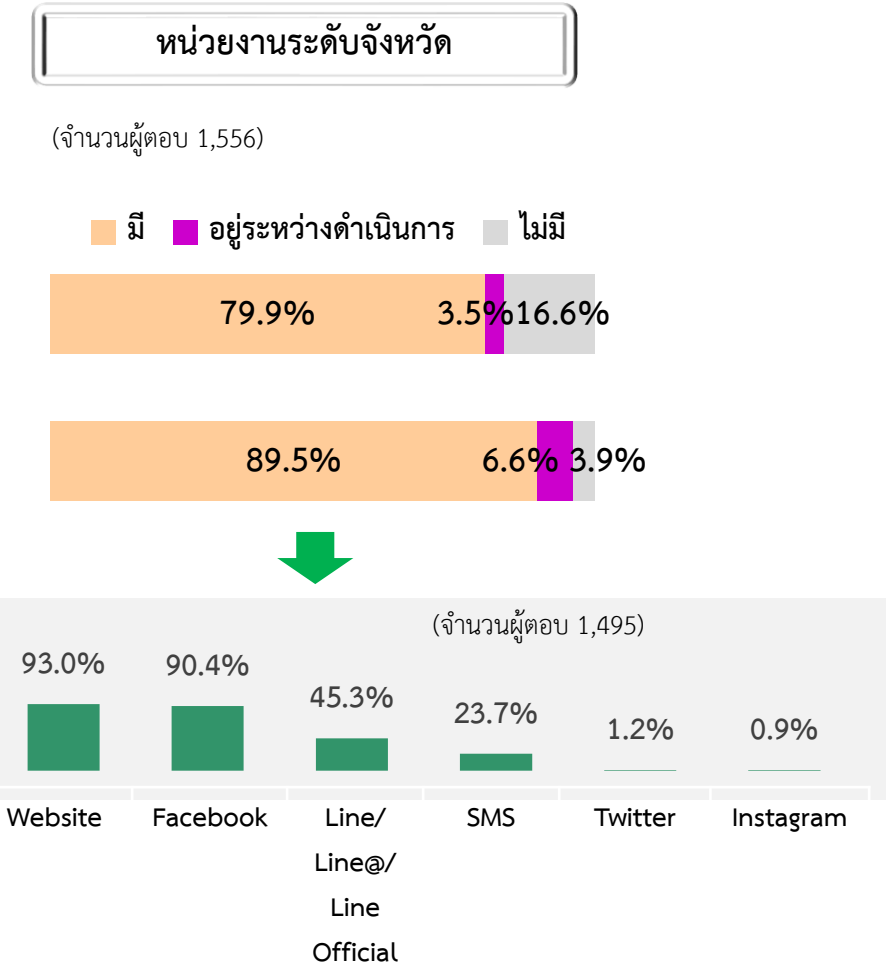 หน่วยงานระดับจังหวัด
(จำนวนผู้ตอบ 1,556)
มี อยู่ระหว่างดำเนินการ ไม่มี
79.9% 3.5% 16.6%
89.5% 6.6% 3.9%
(จำนวนผู้ตอบ 1,495)
93.0% 90.4% 45.3% 23.7% 1.2% 0.9%
Website Facebook Line/ SMS Twitter Instagram
Line@/
Line
Official